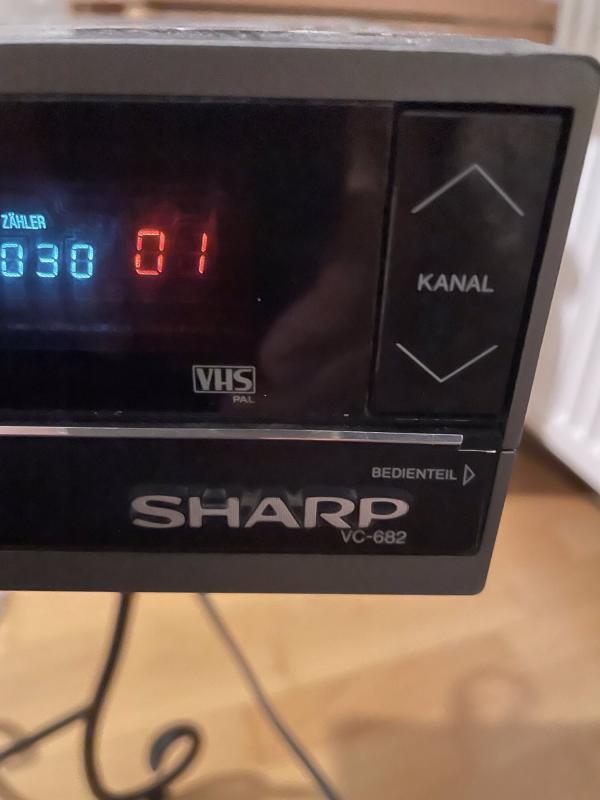 ZÄHLER
030 01
KANAL
VHS
PAL
BEDIENTEIL
SHARP
VC-682